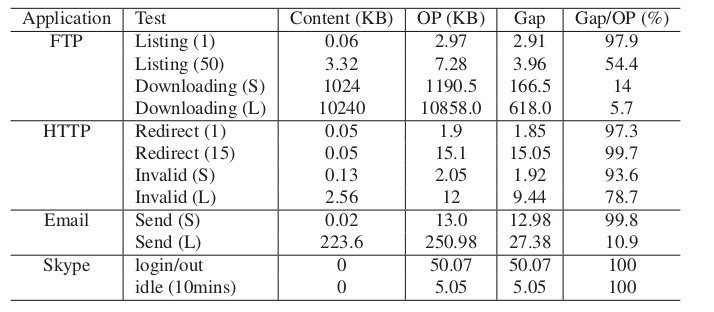 Application Test Content (KB) OP (KB) Gap Gap/OP (%)
FTP Listing (1) 0.06 2.97 2.91 97.9
Listing (50) 3.32 7.28 3.96 54.4
Downloading (S) 1024 1190.5 166.5 14
Downloading (L) 10240 10858.0 618.0 5.7
HTTP Redirect (1) 0.05 1.9 1.85 97.3
Redirect (15) 0.05 15.1 15.05 99.7
Invalid (S) 0.13 2.05 1.92 93.6
Invalid (L) 2.56 12 9.44 78.7
Email Send (S) 0.02 13.0 12.98 99.8
Send (L) 223.6 250.98 27.38 10.9
Skype login/out 0 50.07 50.07 100
idle (10mins) 0 5.05 5.05 100